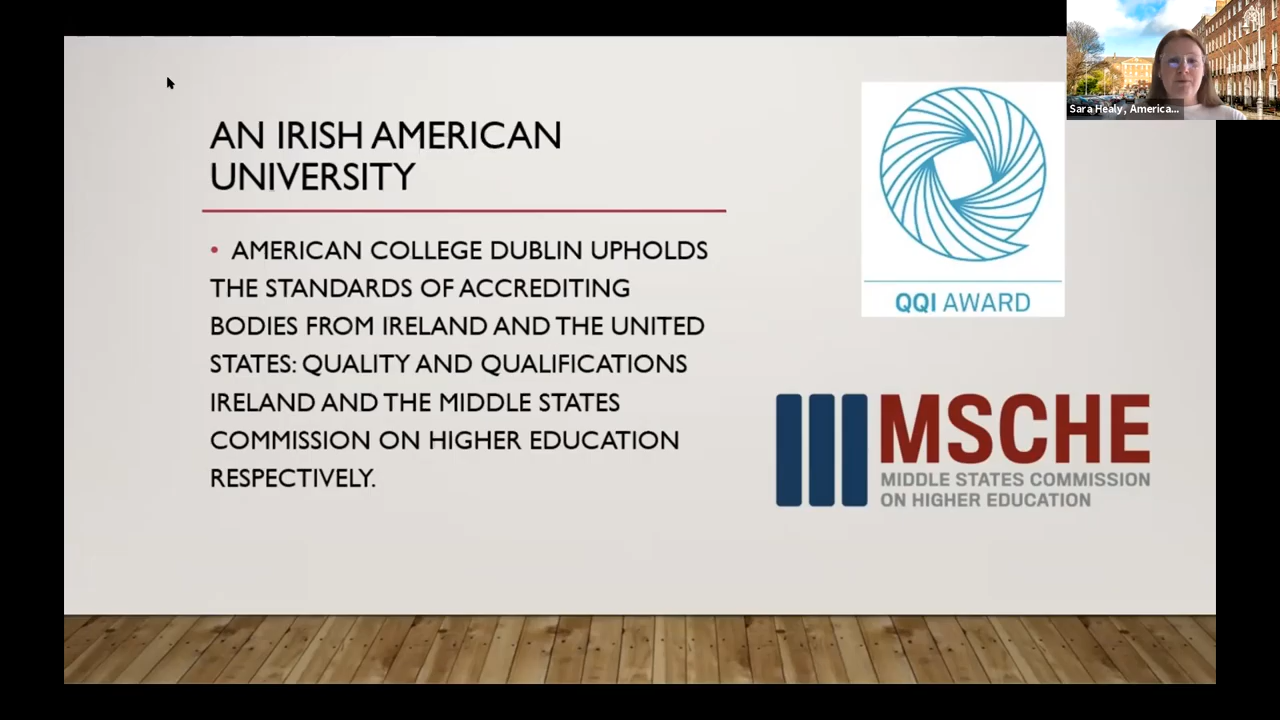 AN IRISH AMERICAN
UNIVERSITY
• AMERICAN COLLEGE DUBLIN UPHOLDS
THE STANDARDS OF ACCREDITING
BODIES FROM IRELAND AND THE UNITED
STATES: QUALITY AND QUALIFICATIONS
IRELAND AND THE MIDDLE STATES
COMMISSION ON HIGHER EDUCATION
RESPECTIVELY.
QQI AWARD
MSCHE
MIDDLE STATES COMMISSION
ON HIGHER EDUCATION
Sara Healy, America...